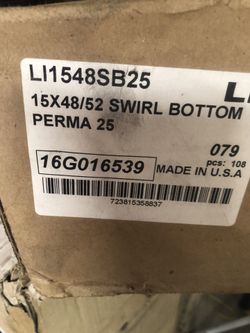 LI1548SB25
15X48/52 SWIRL BOTTOM
PERMA 25
079
pcs: 108
16G016539
MADE IN U.S.A
723815358837